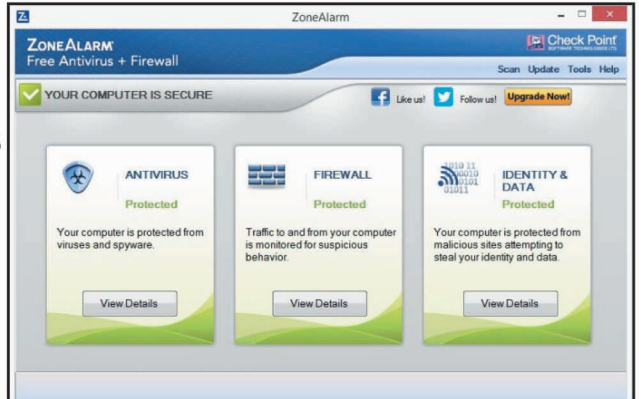 ZoneAlarm
ZONEALARM
Free Antivirus + Firewall
Check Point
SOFTWARE TECHNOLOGIES LTD.
Scan Update Tools Help
YOUR COMPUTER IS SECURE
Like us! Follow us! Upgrade Now!
ANTIVIRUS
Protected
Your computer is protected from
viruses and spyware.
View Details
FIREWALL
Protected
Traffic to and from your computer
is monitored for suspicious
behavior.
View Details
IDENTITY &
DATA
Protected
Your computer is protected from
malicious sites attempting to
steal your identity and data.
View Details